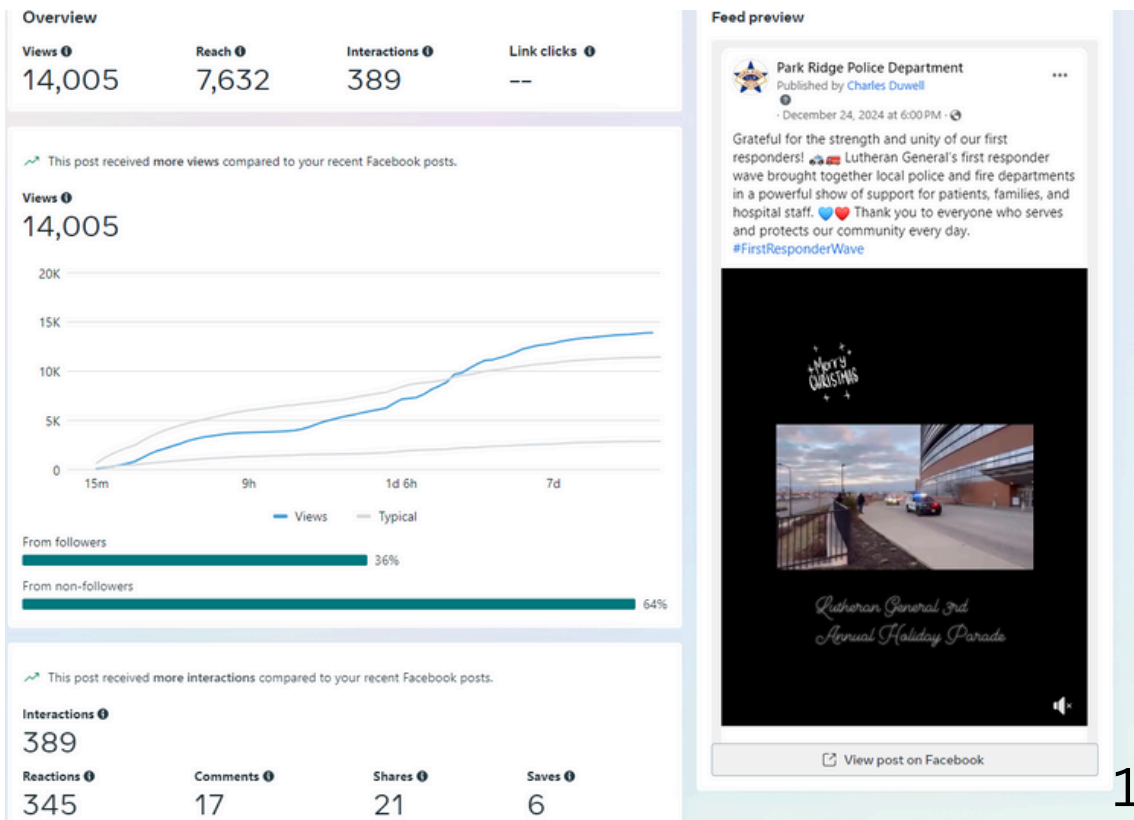 Overview
Views
Reach
Interactions
Link clicks
14,005
7,632
389
--
This post received more views compared to your recent Facebook posts.
Views
14,005
20K
15K
10K
5K
0
15m
9h
1d 6h
7d
Views
Typical
From followers
36%
From non-followers
64%
This post received more interactions compared to your recent Facebook posts.
Interactions
389
Reactions
Comments
Shares
Saves
345
17
21
6
Feed preview
Park Ridge Police Department
Published by Charles Duwell
· December 24, 2024 at 6:00 PM ·
Grateful for the strength and unity of our first
responders! 🚓🚒 Lutheran General's first responder
wave brought together local police and fire departments
in a powerful show of support for patients, families, and
hospital staff. 💙❤️ Thank you to everyone who serves
and protects our community every day.
#FirstResponderWave
Merry
CHRISTMAS
Lutheran General 3rd
Annual Holiday Parade
View post on Facebook
1